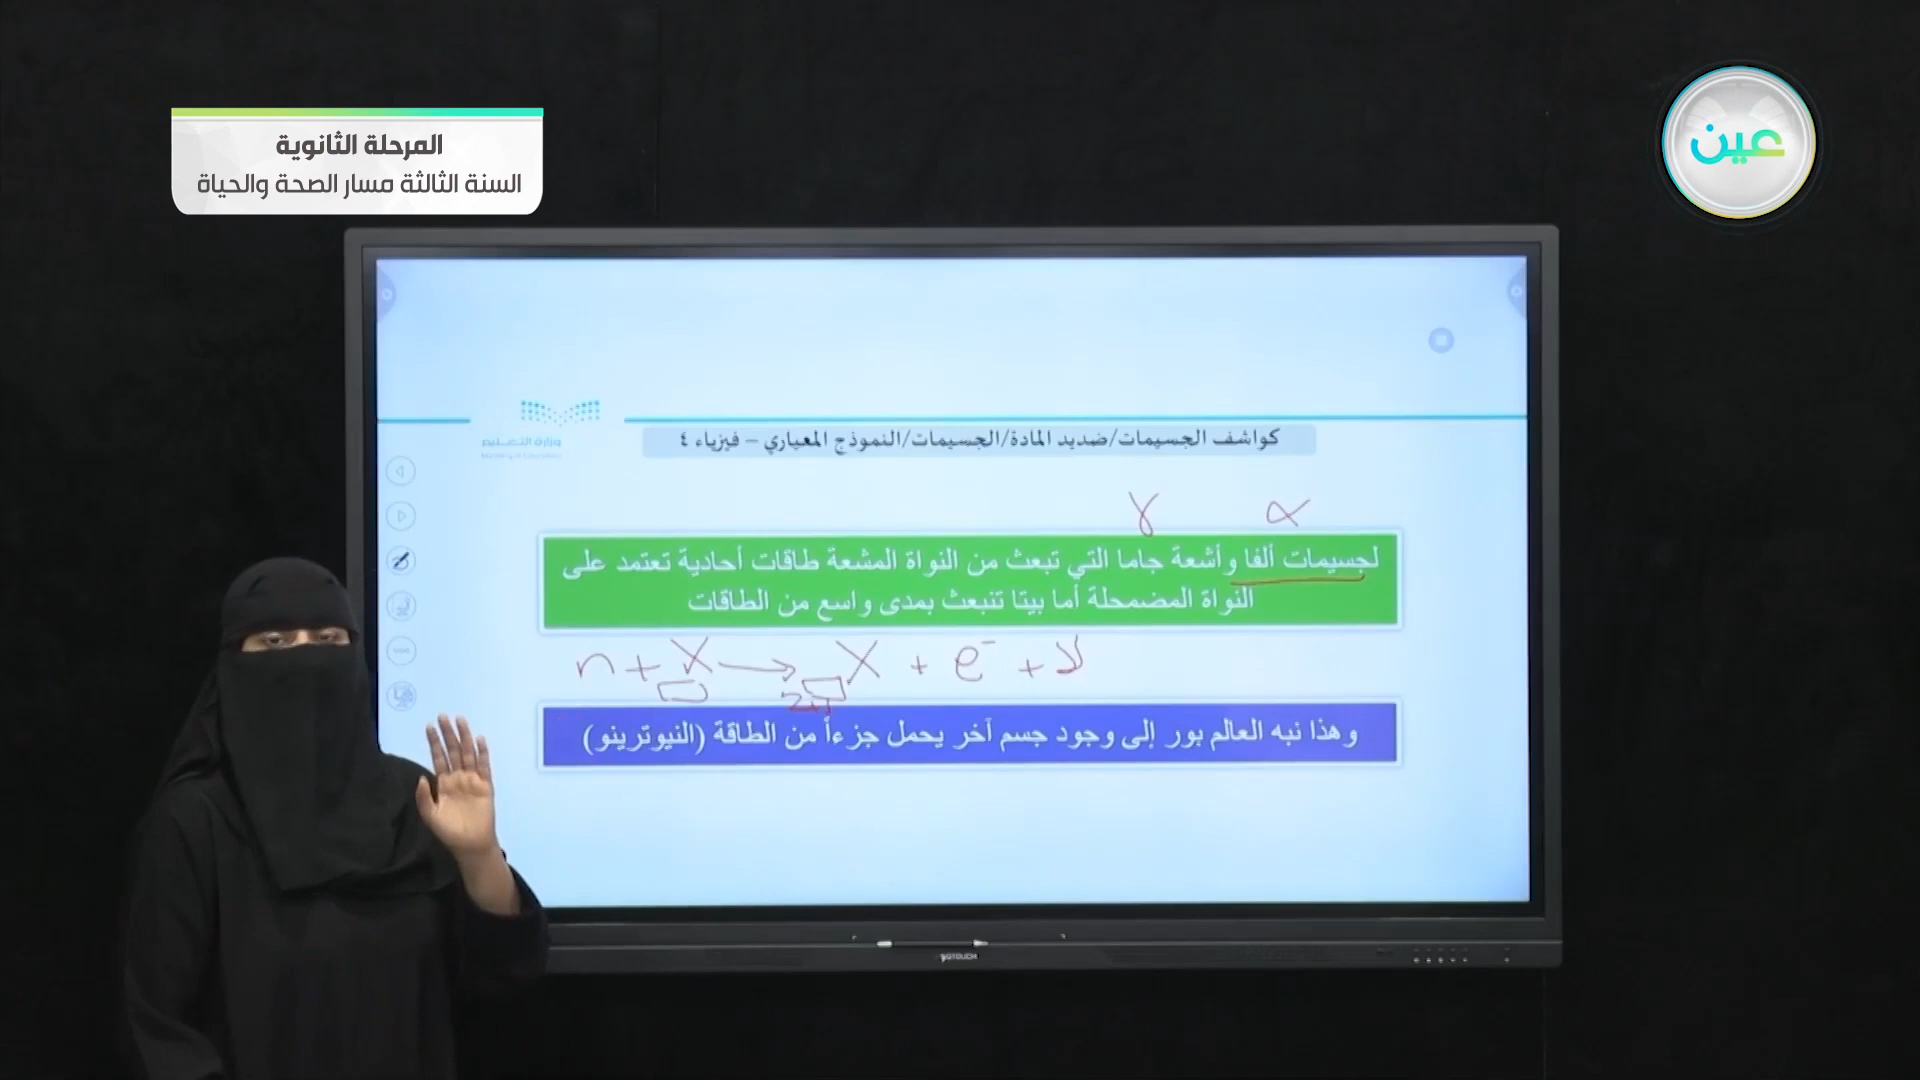 المرحلة الثانوية
السنة الثالثة مسار الصحة والحياة
عين
وزارة التعـــليم
كواشف الجسيمات/ضديد المادة/الجسيمات/النموذج المعياري – فيزياء ٤
γ α
لجسيمات ألفا وأشعة جاما التي تبعث من النواة المشعة طاقات أحادية تعتمد على
النواة المضمحلة أما بيتا تنبعث بمدى واسع من الطاقات
n + X → X + e⁻ +
وهذا نبه العالم بور إلى وجود جسم آخر يحمل جزءاً من الطاقة (النيوترينو)